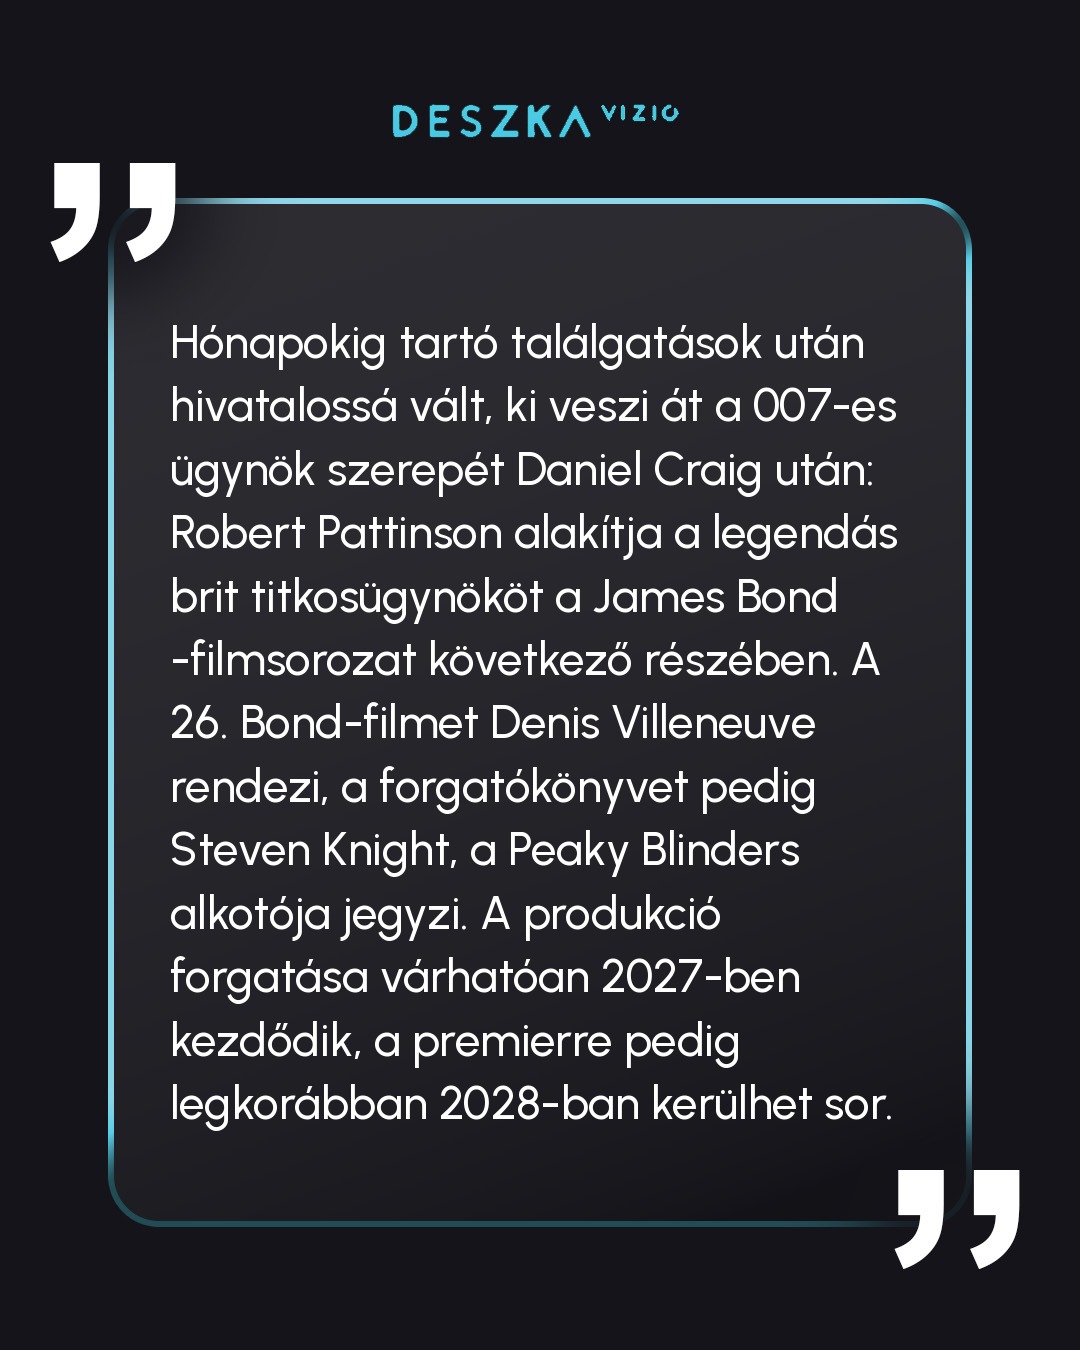 DESZKA VIZIO
”
Hónapokig tartó találgatások után
hivatalossá vált, ki veszi át a 007-es
ügynök szerepét Daniel Craig után:
Robert Pattinson alakítja a legendás
brit titkosügynököt a James Bond
-filmsorozat következő részében. A
26. Bond-filmet Denis Villeneuve
rendezi, a forgatókönyvet pedig
Steven Knight, a Peaky Blinders
alkotója jegyzi. A produkció
forgatása várhatóan 2027-ben
kezdődik, a premierre pedig
legkorábban 2028-ban kerülhet sor.
”